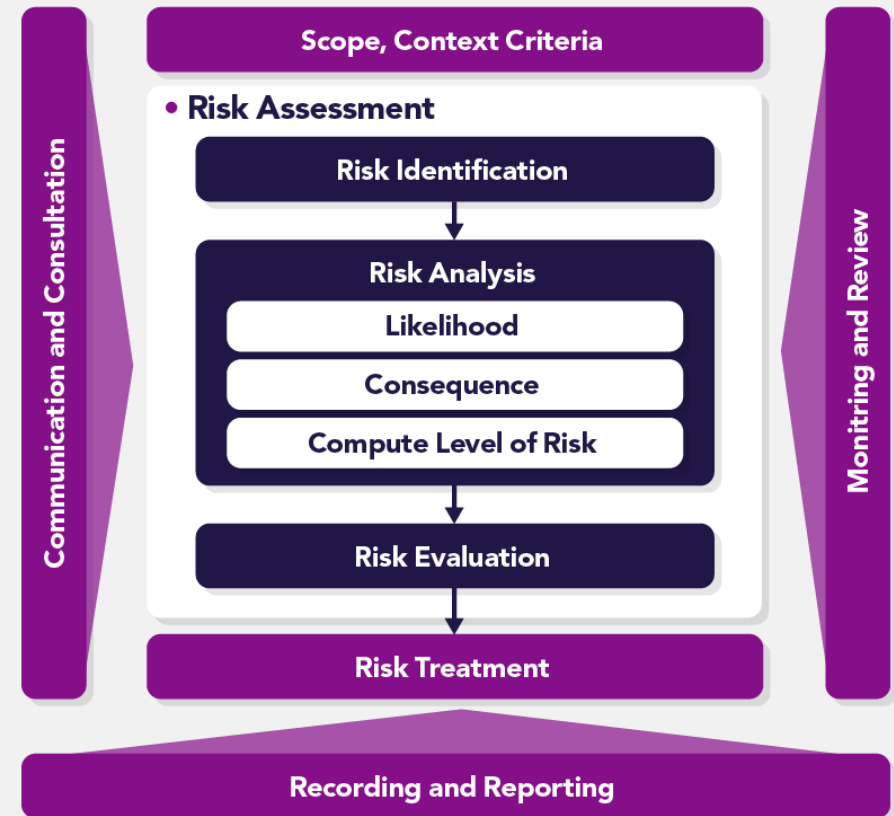 Scope, Context Criteria
• Risk Assessment
Risk Identification
Risk Analysis
Likelihood
Consequence
Compute Level of Risk
Risk Evaluation
Risk Treatment
Communication and Consultation
Monitring and Review
Recording and Reporting